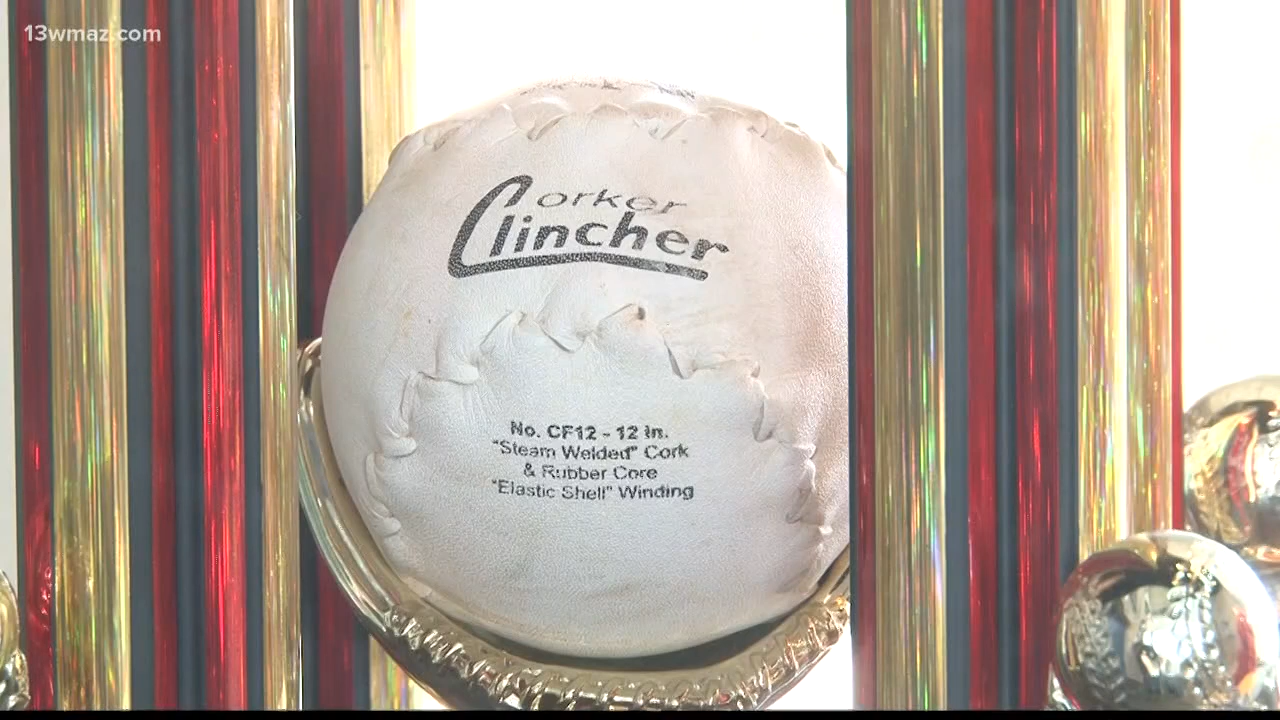 13wmaz.com
Corker
Clincher
No. CF12 - 12 in.
"Steam Welded" Cork
& Rubber Core
"Elastic Shell" Winding